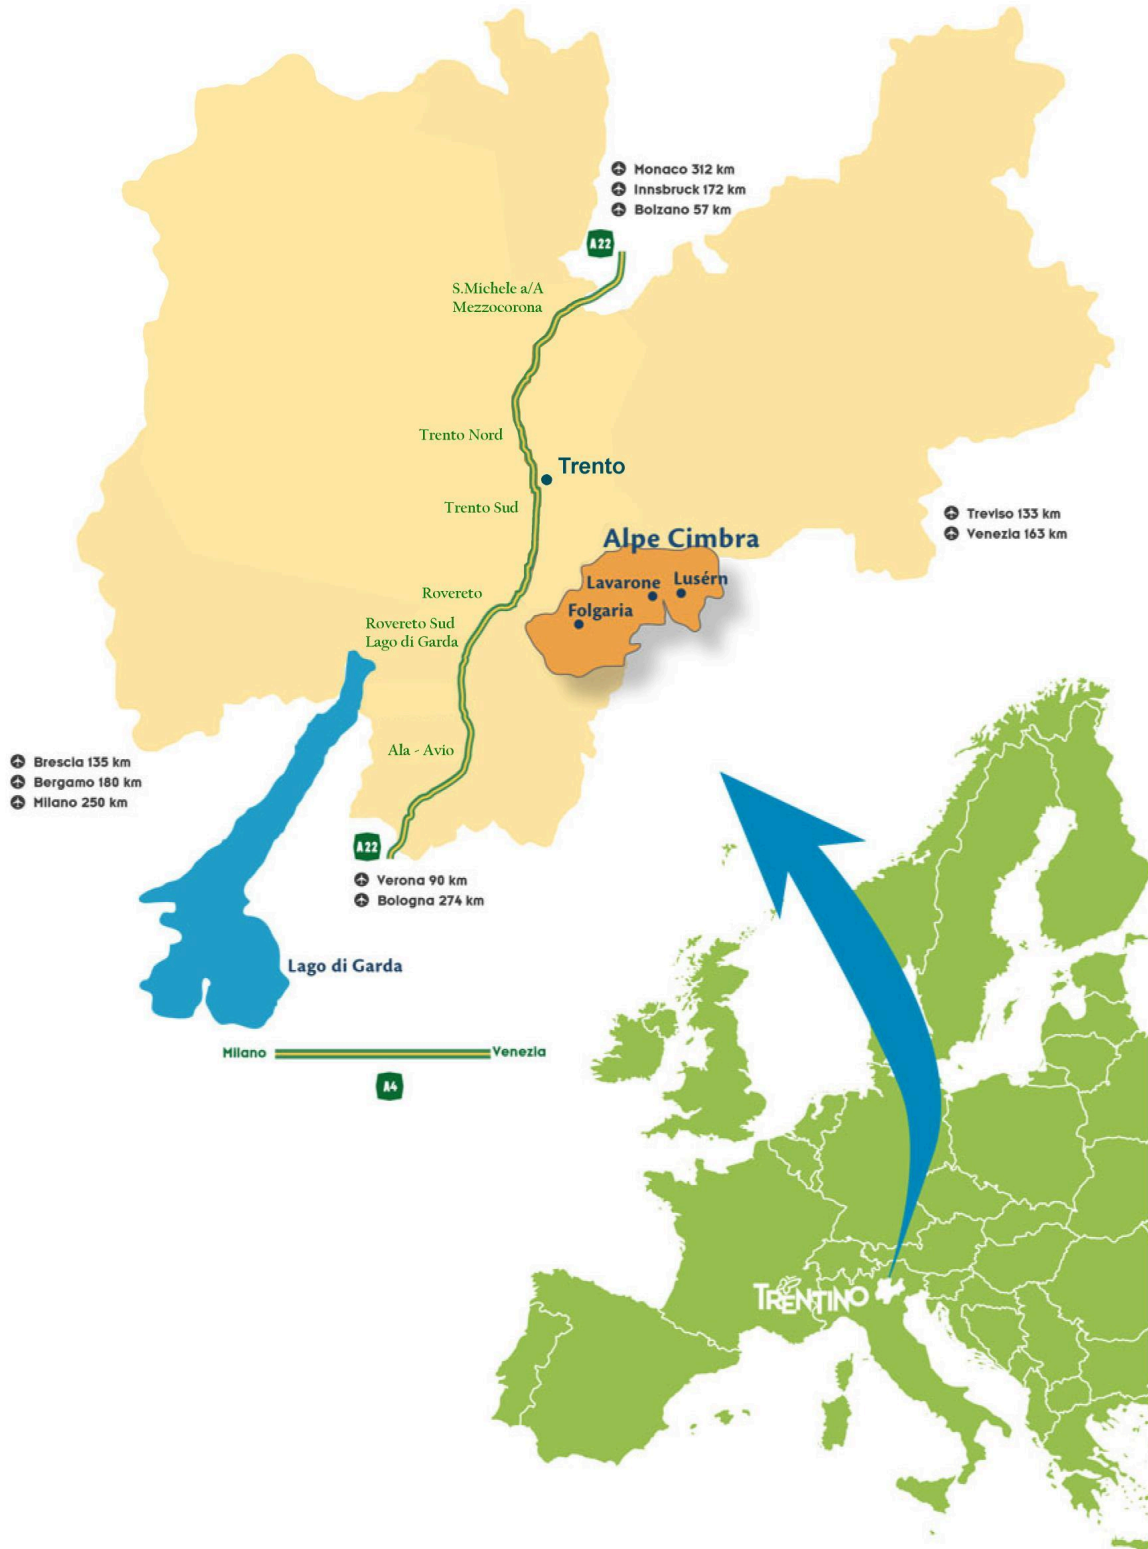 Monaco 312 km
Innsbruck 172 km
Bolzano 57 km
A22
S.Michele a/A
Mezzocorona
Trento Nord
Trento
Trento Sud
Treviso 133 km
Venezia 163 km
Alpe Cimbra
Lavarone
Lusérn
Folgaria
Rovereto
Rovereto Sud
Lago di Garda
Ala - Avio
Brescia 135 km
Bergamo 180 km
Milano 250 km
A22
Verona 90 km
Bologna 274 km
Lago di Garda
Milano
Venezia
A4
TRENTINO